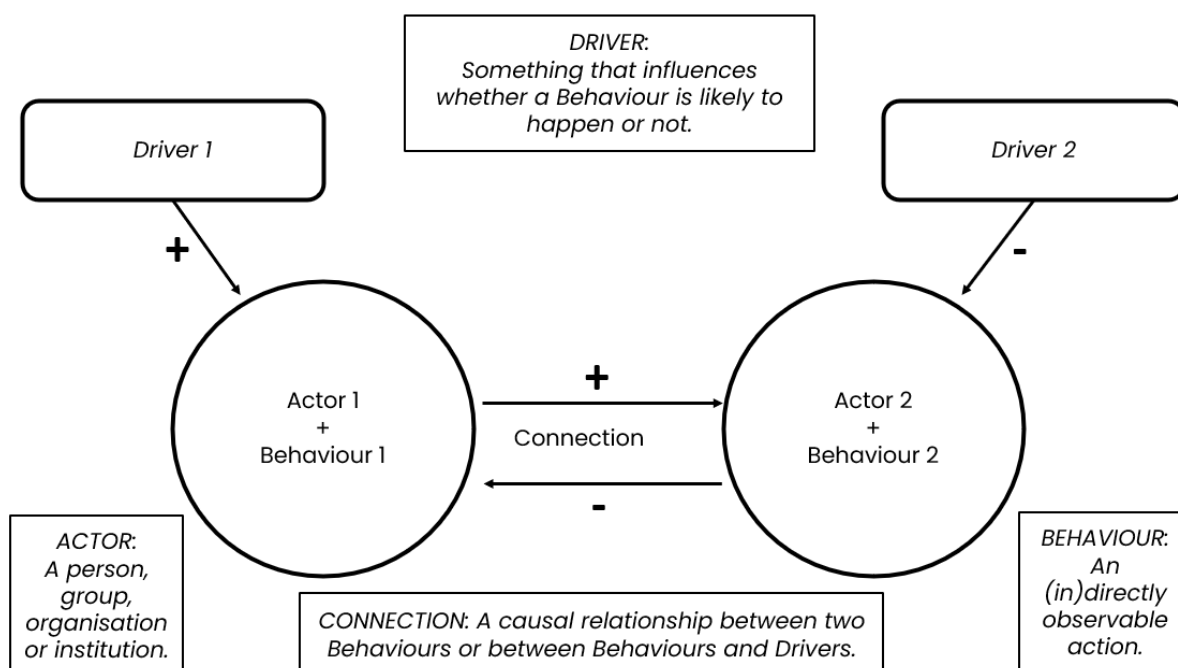 DRIVER:
Something that influences
whether a Behaviour is likely to
happen or not.
Driver 1
Driver 2
+
-
+
Actor 1
+
Behaviour 1
Connection
Actor 2
+
Behaviour 2
-
ACTOR:
A person,
group,
organisation
or institution.
CONNECTION: A causal relationship between two
Behaviours or between Behaviours and Drivers.
BEHAVIOUR:
An
(in)directly
observable
action.